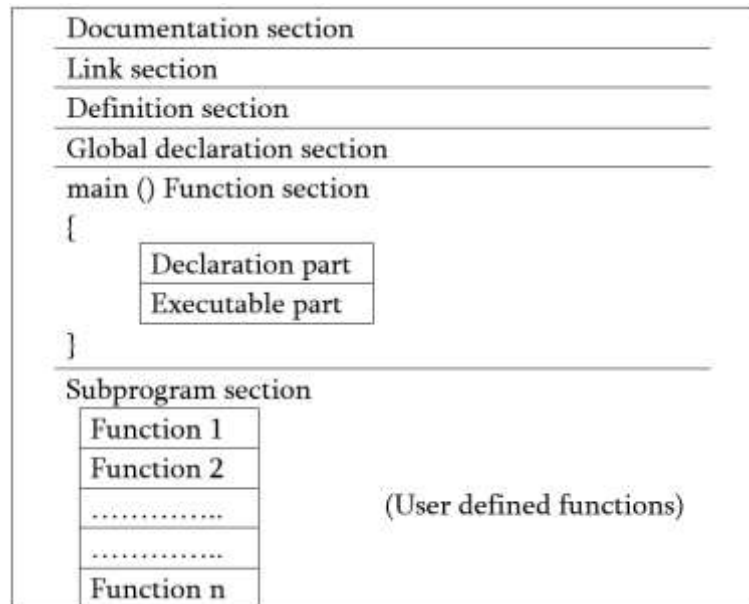 Documentation section
Link section
Definition section
Global declaration section
main () Function section
{
Declaration part
Executable part
}
Subprogram section
Function 1
Function 2
…………..
(User defined functions)
…………..
Function n